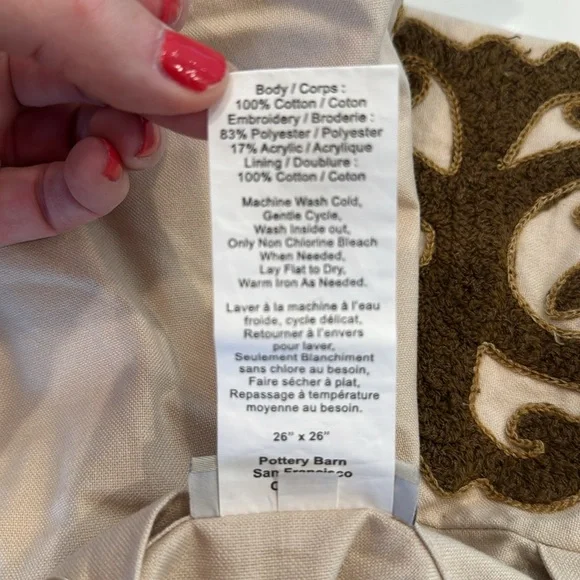 Body / Corps :
100% Cotton / Coton
Embroidery / Broderie :
83% Polyester / Polyester
17% Acrylic / Acrylique
Lining / Doublure :
100% Cotton / Coton
Machine Wash Cold,
Gentle Cycle,
Wash Inside out,
Only Non Chlorine Bleach
When Needed,
Lay Flat to Dry,
Warm Iron As Needed.
Laver à la machine à l'eau
froide, cycle délicat,
Retourner à l'envers
pour laver,
Seulement Blanchiment
sans chlore au besoin,
Faire sécher à plat,
Repassage à température
moyenne au besoin.
26" x 26"
Pottery Barn
San Francisco